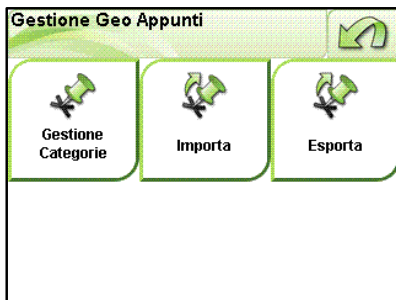 Gestione Geo Appunti
Gestione
Categorie
Importa
Esporta